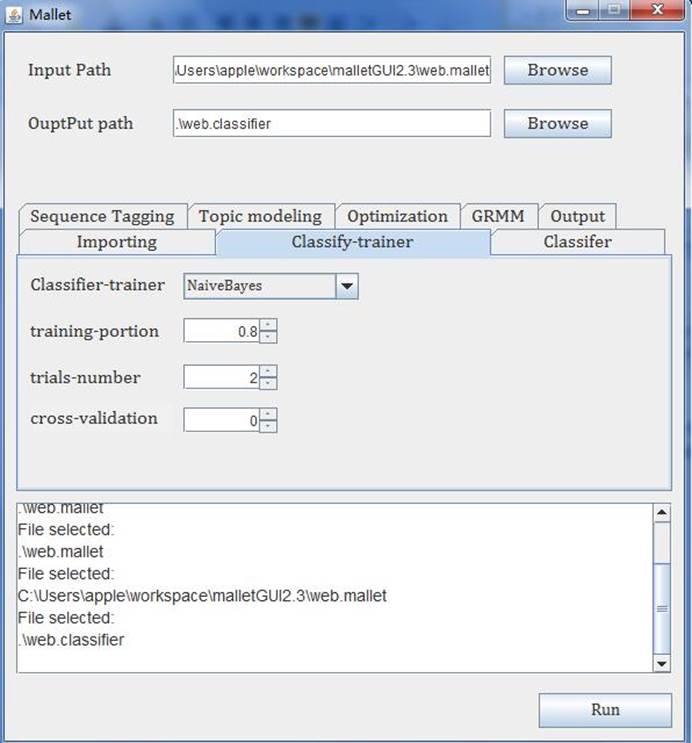 Mallet
Input Path
\Users\apple\workspace\malletGUI2.3\web.mallet
Browse
OuptPut path
.\web.classifier
Browse
Sequence Tagging
Topic modeling
Optimization
GRMM
Output
Importing
Classify-trainer
Classifer
Classifier-trainer
NaiveBayes
training-portion
0.8
trials-number
2
cross-validation
0
.\web.mallet
File selected:
.\web.mallet
File selected:
C:\Users\apple\workspace\malletGUI2.3\web.mallet
File selected:
.\web.classifier
Run